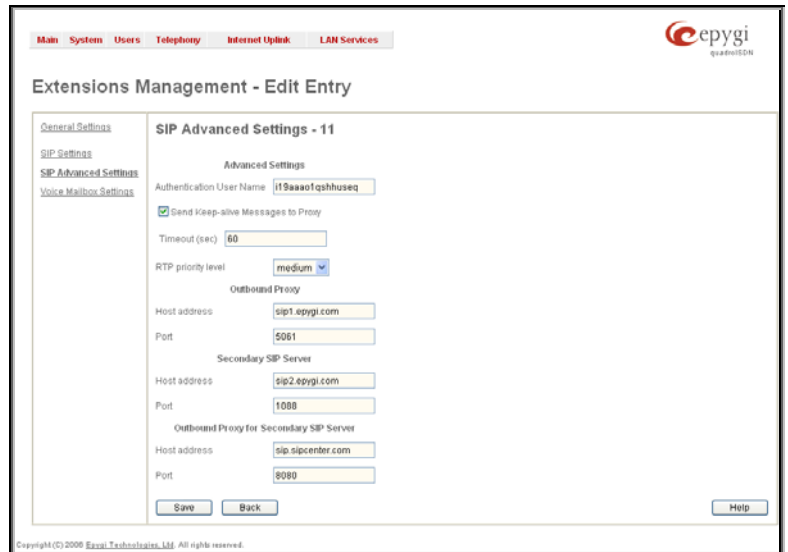 Main System Users Telephony Internet Uplink LAN Services
epygi
quadroISDN
Extensions Management - Edit Entry
General Settings
SIP Settings
SIP Advanced Settings
Voice Mailbox Settings
SIP Advanced Settings - 11
Advanced Settings
Authentication User Name i19aaao1qshhuseq
Send Keep-alive Messages to Proxy
Timeout (sec) 60
RTP priority level medium
Outbound Proxy
Host address sip1.epygi.com
Port 5061
Secondary SIP Server
Host address sip2.epygi.com
Port 1088
Outbound Proxy for Secondary SIP Server
Host address sip.sipcenter.com
Port 8080
Save Back Help
Copyright (C) 2006 Epygi Technologies, Ltd. All rights reserved.